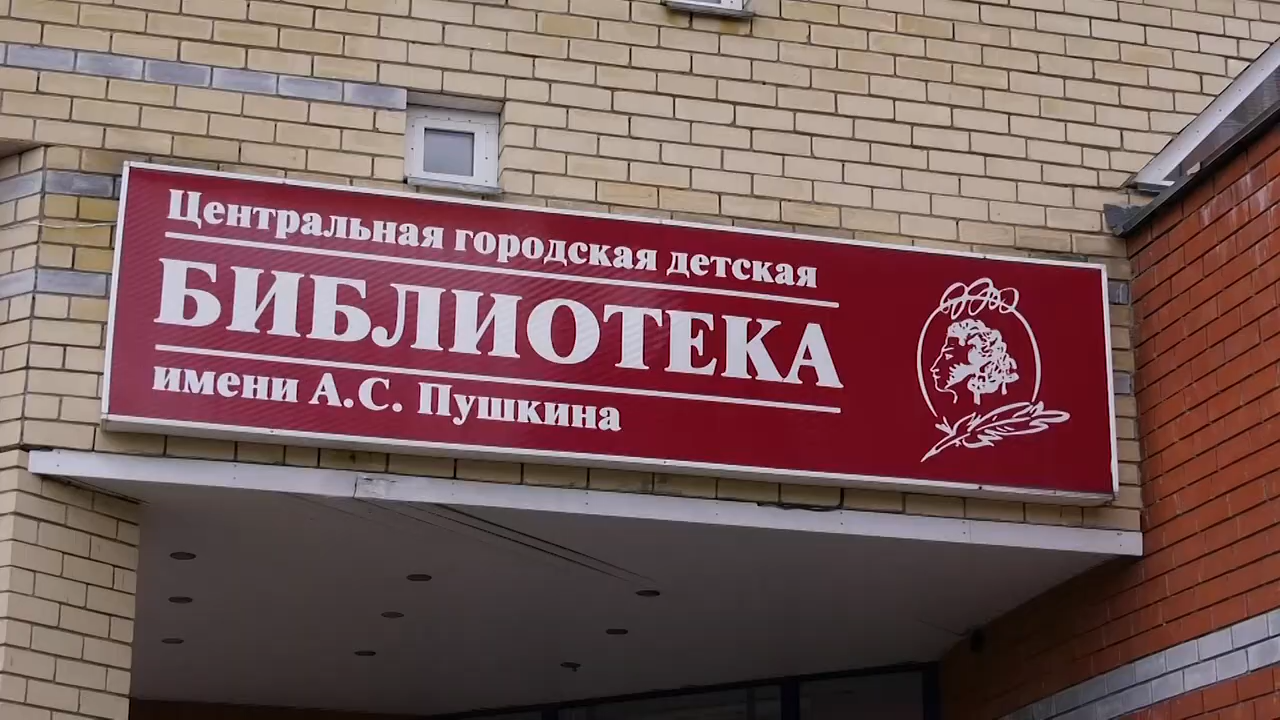 Центральная городская детская
БИБЛИОТЕКА
имени А.С. Пушкина